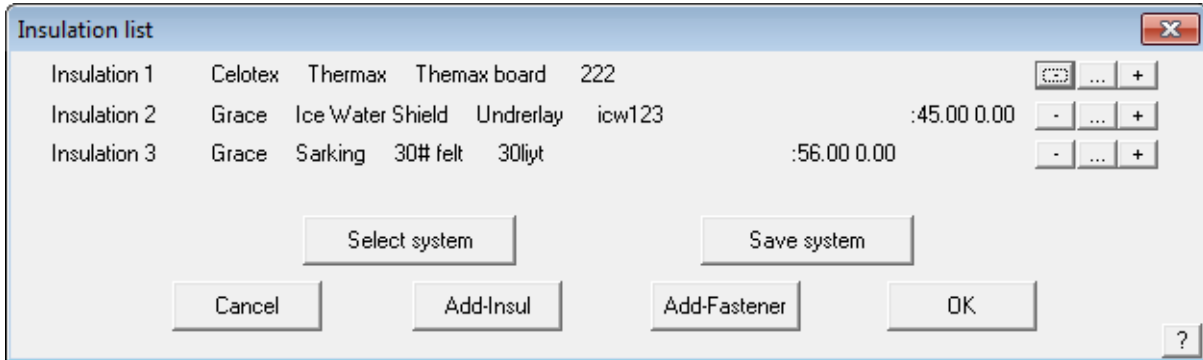 Insulation list
Insulation 1 Celotex Thermax Themax board 222 - ... +
Insulation 2 Grace Ice Water Shield Undrerlay icw123 :45.00 0.00 - ... +
Insulation 3 Grace Sarking 30# felt 30liyt :56.00 0.00 - ... +
Select system Save system
Cancel Add-Insul Add-Fastener OK
?